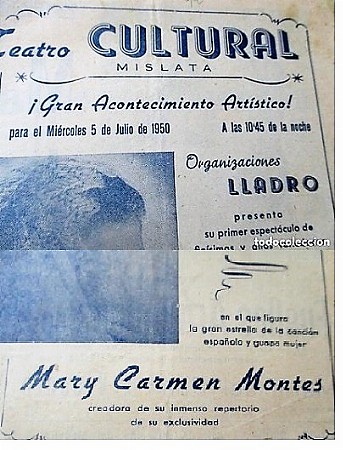 Teatro CULTURAL
MISLATA
¡Gran Acontecimiento Artístico!
para el Miércoles 5 de Julio de 1950 A las 10'45 de la noche
Organizaciones
LLADRO
presenta
su primer espectáculo de
todocoleccion
en el que figura
la gran estrella de la canción
española y guapa mujer
Mary Carmen Montes
creadora de su inmenso repertorio
de su exclusividad